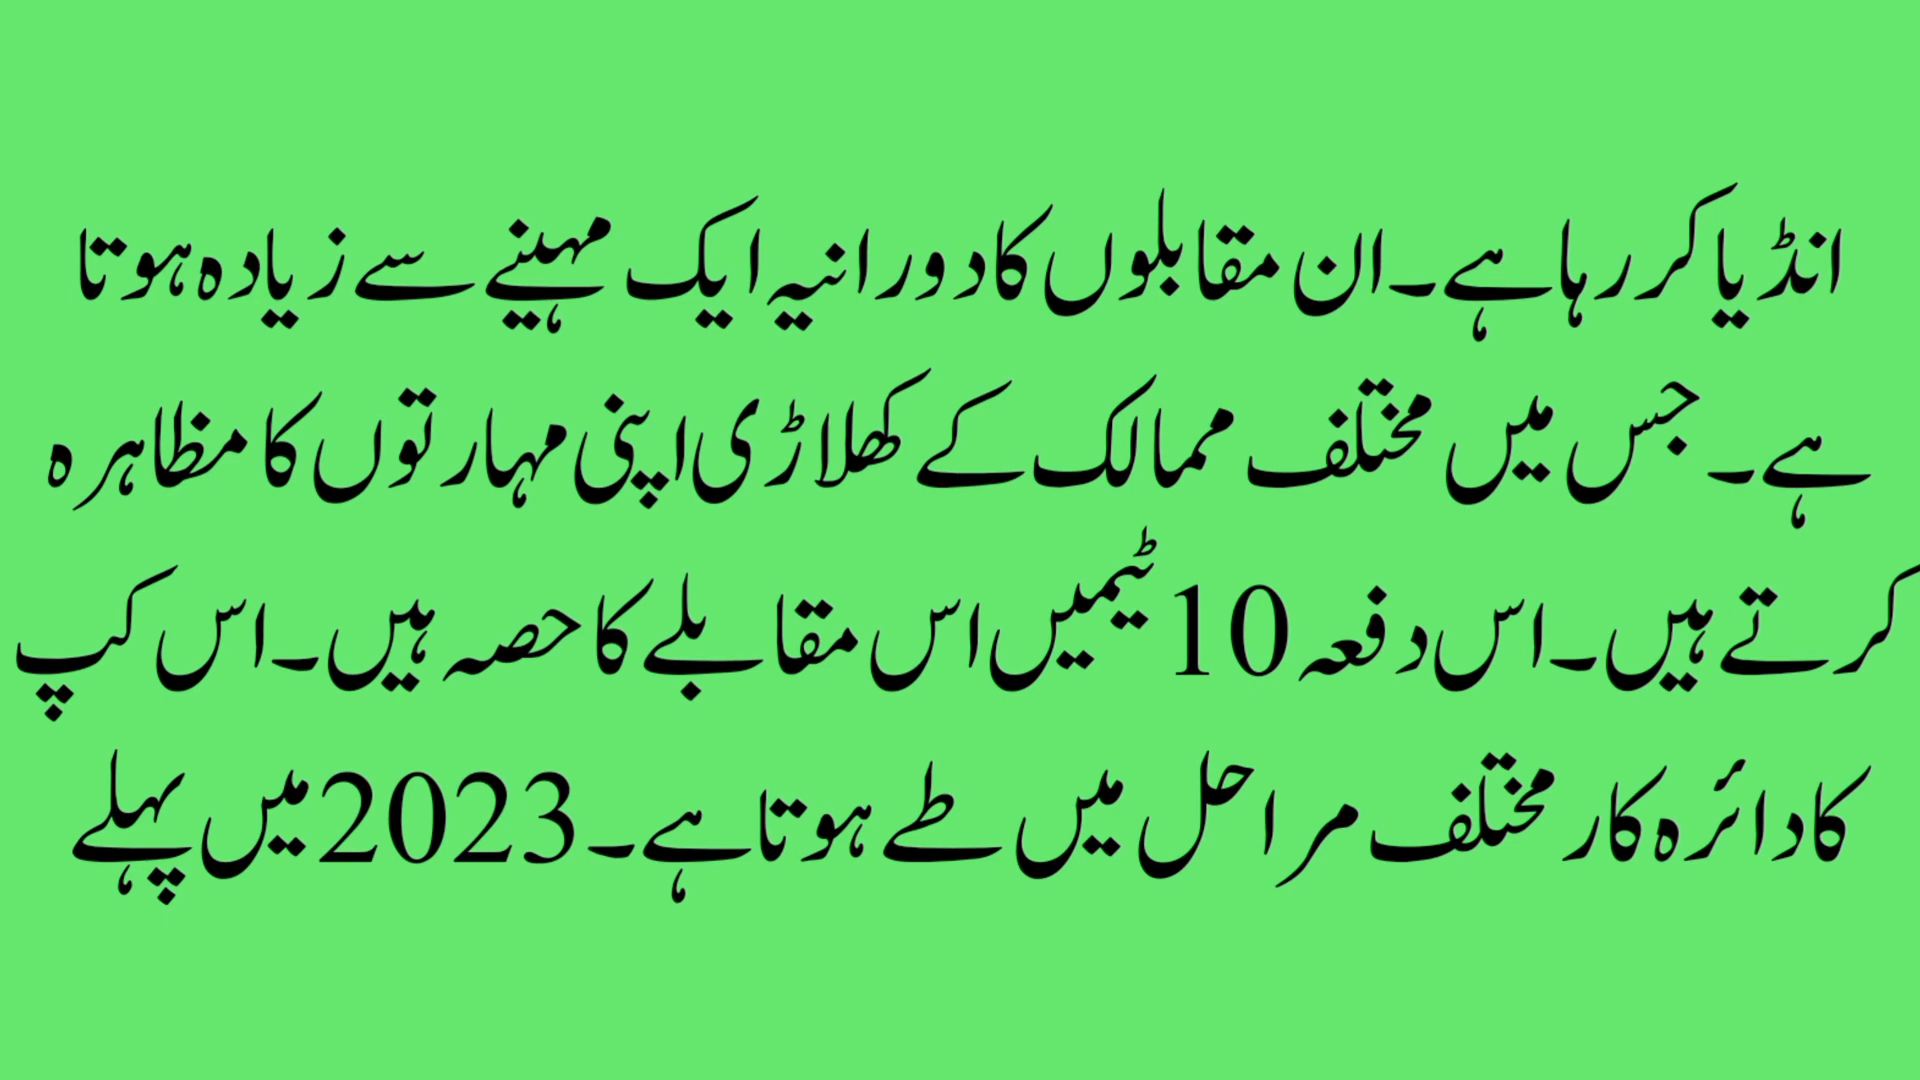 انڈیا کر رہا ہے۔ ان مقابلوں کا دورانیہ ایک مہینے سے زیادہ ہوتا
ہے۔ جس میں مختلف ممالک کے کھلاڑی اپنی مہارتوں کا مظاہرہ
کرتے ہیں۔ اس دفعہ 10 ٹیمیں اس مقابلے کا حصہ ہیں۔ اس کپ
کا دائرہ کار مختلف مراحل میں طے ہوتا ہے۔ 2023 میں پہلے